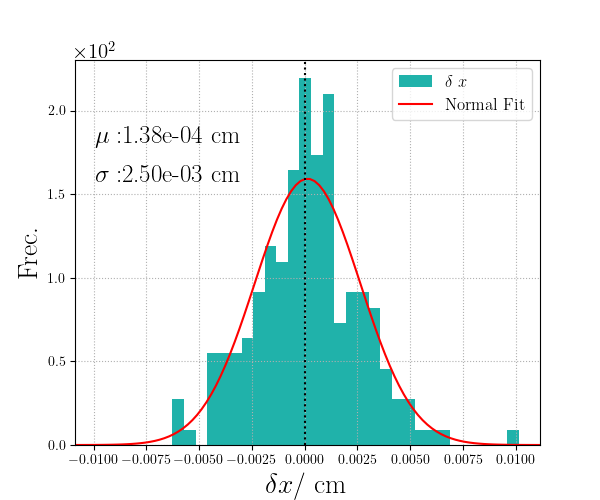 ×10²
δ x
Normal Fit
μ :1.38e-04 cm
σ :2.50e-03 cm
Frec.
2.0
1.5
1.0
0.5
0.0
−0.0100 −0.0075 −0.0050 −0.0025 0.0000 0.0025 0.0050 0.0075 0.0100
δx/ cm